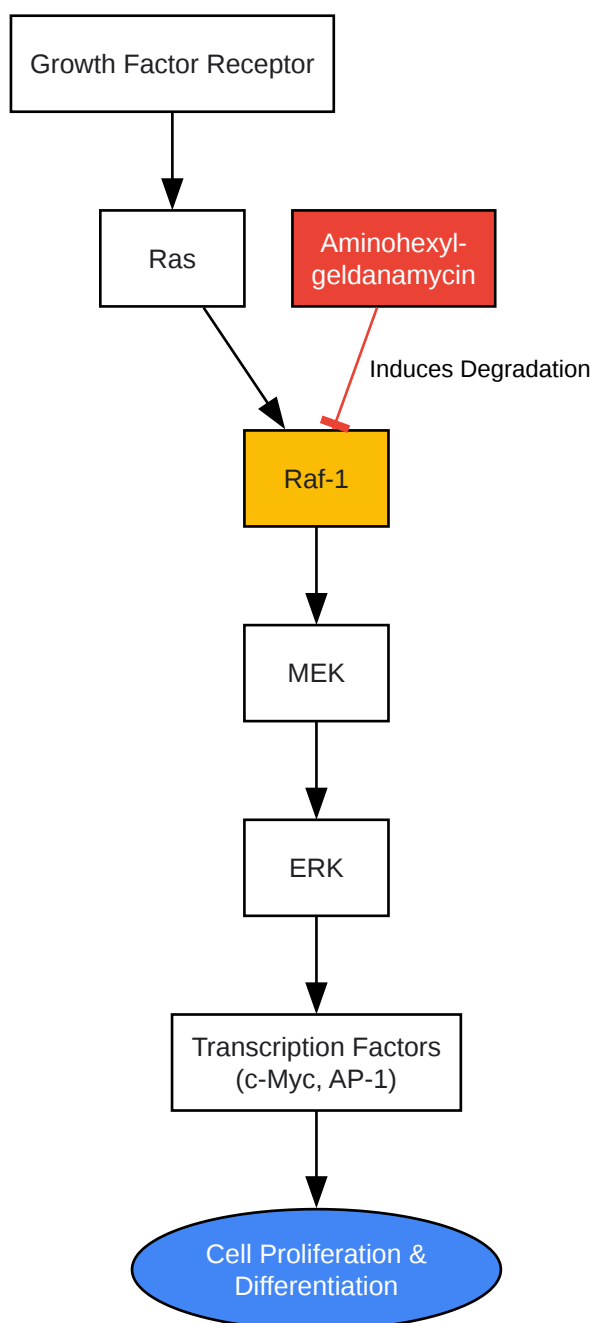 Growth Factor Receptor
Ras
Aminohexyl-
geldanamycin
Induces Degradation
Raf-1
MEK
ERK
Transcription Factors
(c-Myc, AP-1)
Cell Proliferation &
Differentiation